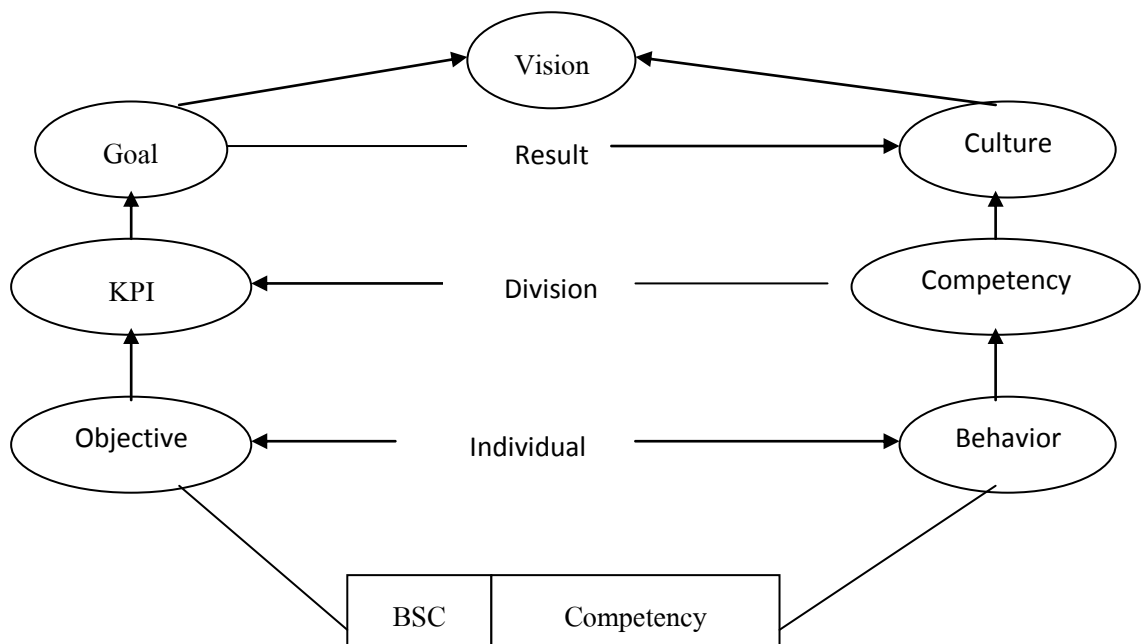 Vision
Goal
Result
Culture
KPI
Division
Competency
Objective
Individual
Behavior
BSC
Competency